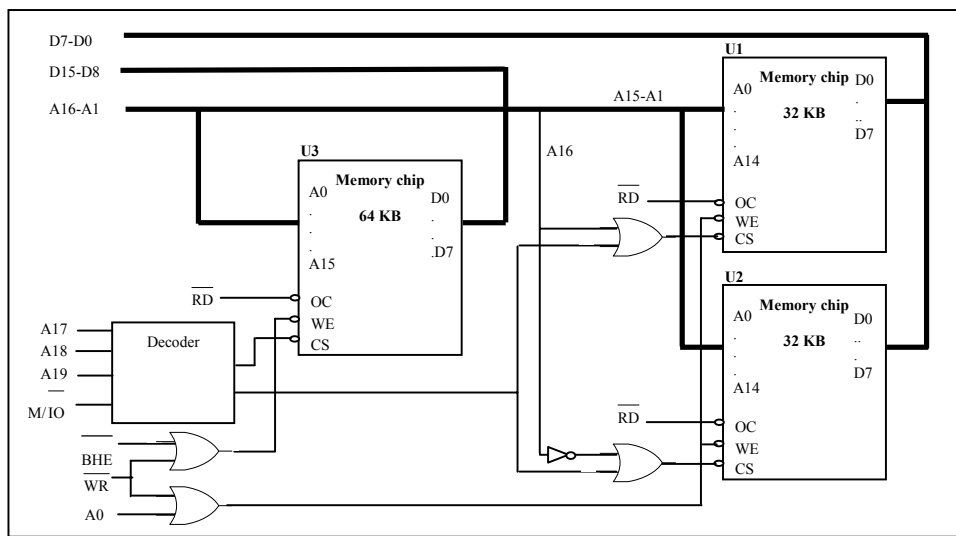 D7-D0
D15-D8
A16-A1
A15-A1
A16
U1
Memory chip
32 KB
A0
.
.
.
A14
D0
.
..
D7
RD
OC
WE
CS
U3
Memory chip
64 KB
A0
.
.
.
A15
D0
.
.
.D7
RD
OC
WE
CS
U2
Memory chip
32 KB
A0
.
.
A14
D0
..
.
D7
RD
OC
WE
CS
A17
A18
A19
M/IO
Decoder
BHE
WR
A0